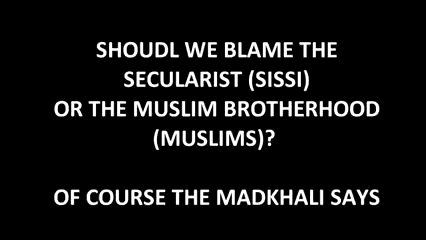 SHOUDL WE BLAME THE
SECULARIST (SISSI)
OR THE MUSLIM BROTHERHOOD
(MUSLIMS)?
OF COURSE THE MADKHALI SAYS